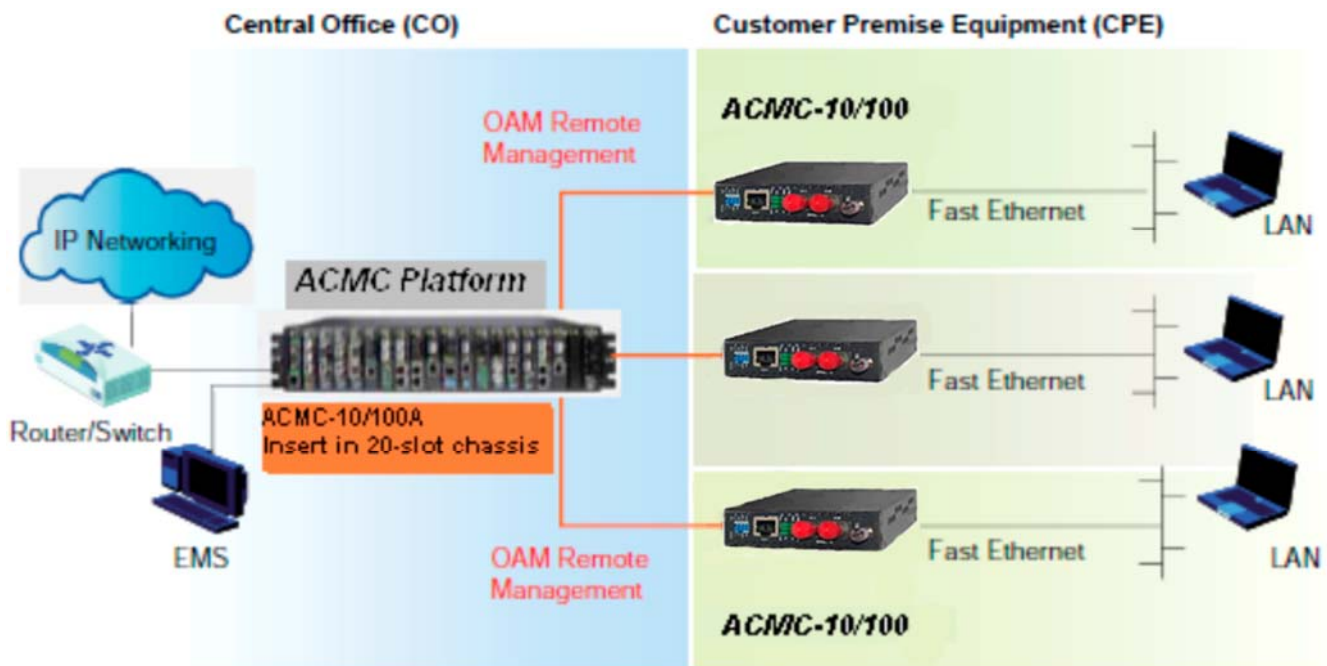 Central Office (CO)
Customer Premise Equipment (CPE)
ACMC-10/100
OAM Remote
Management
IP Networking
Fast Ethernet
LAN
ACMC Platform
Fast Ethernet
LAN
Router/Switch
ACMC-10/100A
Insert in 20-slot chassis
EMS
OAM Remote
Management
Fast Ethernet
LAN
ACMC-10/100